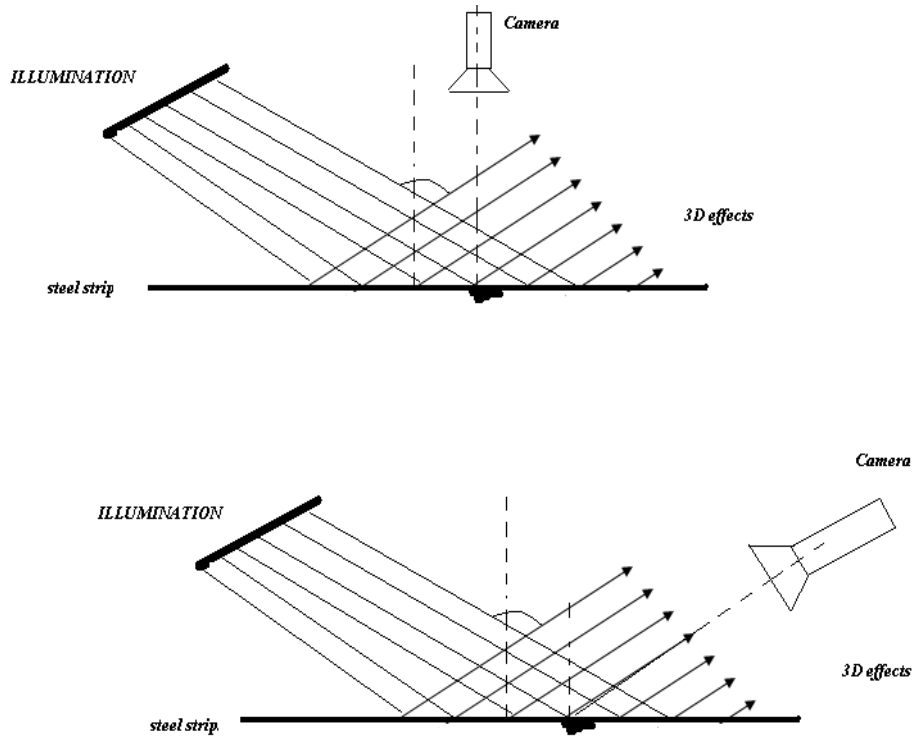 Camera
ILLUMINATION
3D effects
steel strip
Camera
ILLUMINATION
3D effects
steel strip.